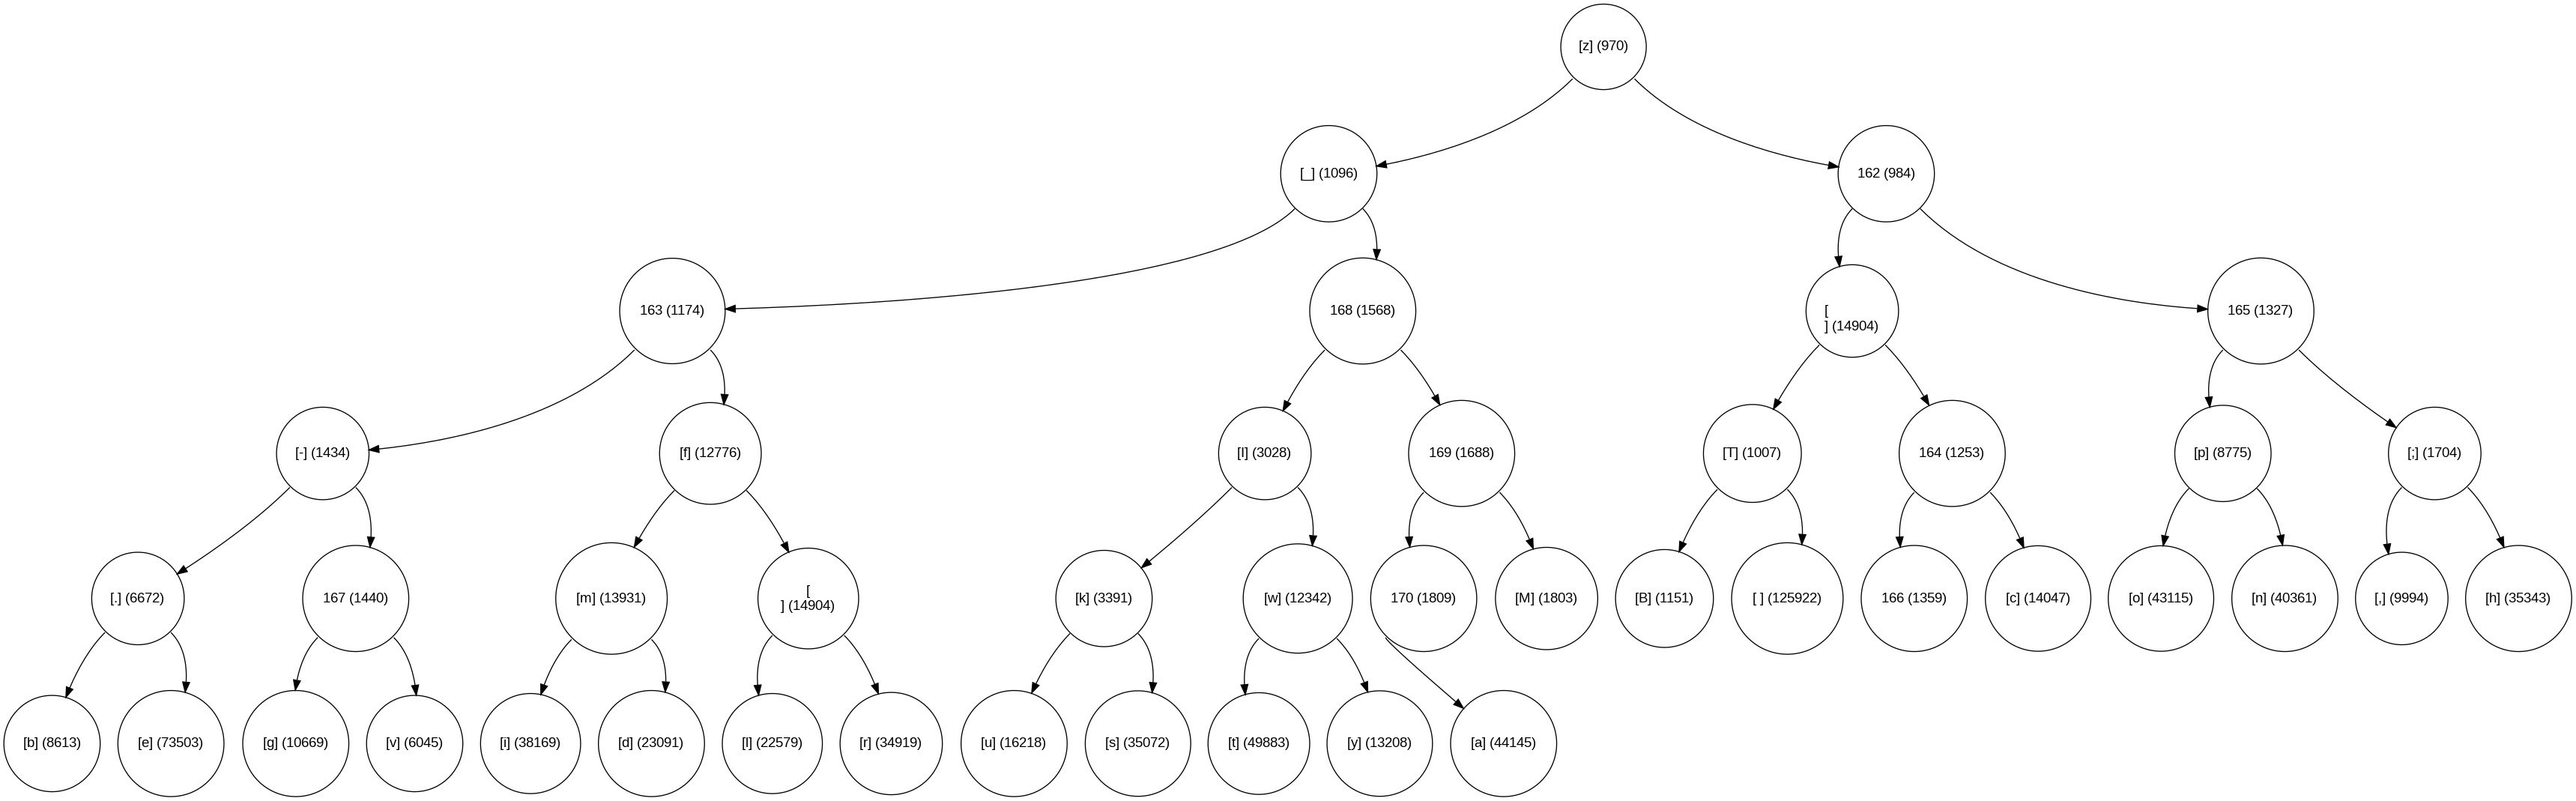 [z] (970)
[_] (1096)
162 (984)
163 (1174)
168 (1568)
[
] (14904)
165 (1327)
[-] (1434)
[f] (12776)
[I] (3028)
169 (1688)
[T] (1007)
164 (1253)
[p] (8775)
[;] (1704)
[.] (6672)
167 (1440)
[m] (13931)
[
] (14904)
[k] (3391)
[w] (12342)
170 (1809)
[M] (1803)
[B] (1151)
[ ] (125922)
166 (1359)
[c] (14047)
[o] (43115)
[n] (40361)
[,] (9994)
[h] (35343)
[b] (8613)
[e] (73503)
[g] (10669)
[v] (6045)
[i] (38169)
[d] (23091)
[l] (22579)
[r] (34919)
[u] (16218)
[s] (35072)
[t] (49883)
[y] (13208)
[a] (44145)